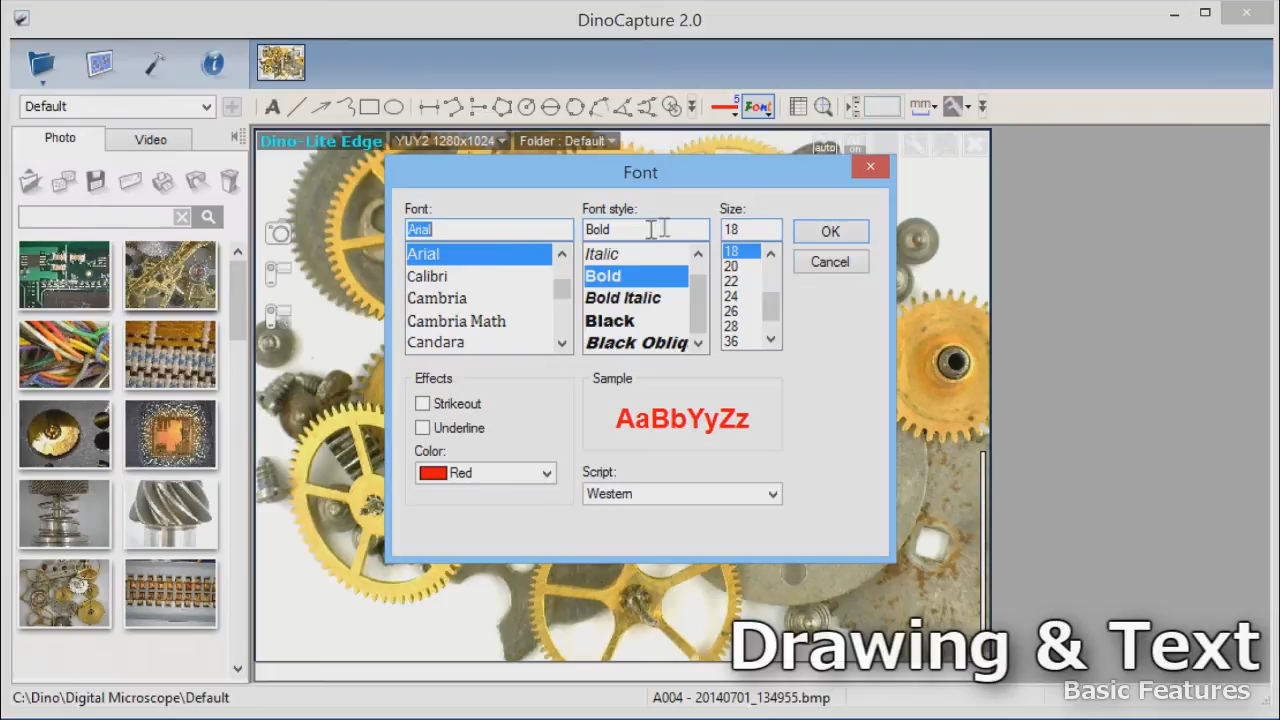 DinoCapture 2.0
Default
A
5
Font
mm
Photo
Video
Dino-Lite Edge
YUY2 1280x1024
Folder : Default
auto
on
Font
Font:
Arial
Arial
Calibri
Cambria
Cambria Math
Candara
Font style:
Bold
Italic
Bold
Bold Italic
Black
Black Obliq
Size:
18
18
20
22
24
26
28
36
OK
Cancel
Effects
Strikeout
Underline
Color:
Red
Sample
AaBbYyZz
Script:
Western
Drawing & Text
Basic Features
C:\Dino\Digital Microscope\Default
A004 - 20140701_134955.bmp